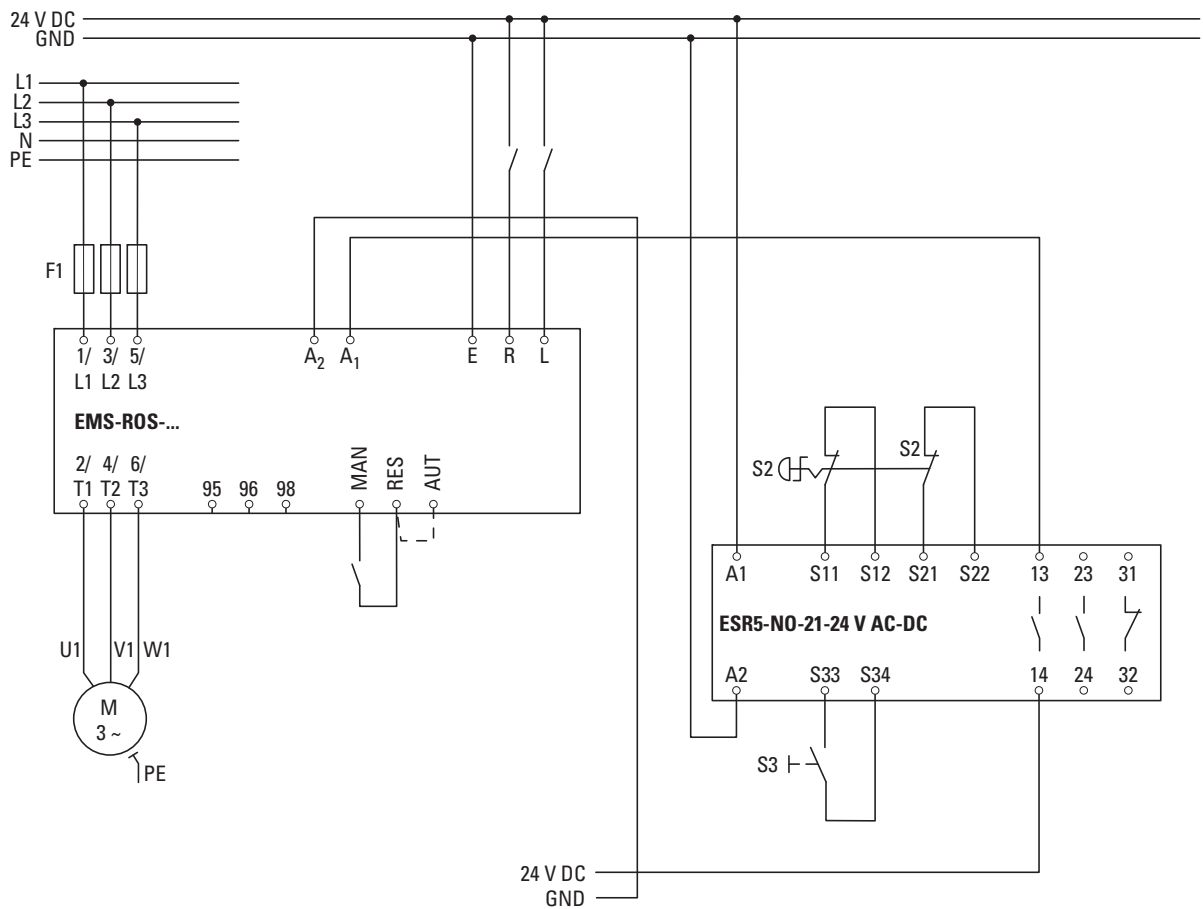 24 V DC
GND
L1
L2
L3
N
PE
F1
1/ 3/ 5/
L1 L2 L3
A2 A1 E R L
EMS-ROS-...
2/ 4/ 6/
T1 T2 T3
95 96 98
MAN RES AUT
U1 V1 W1
M
3 ~
PE
S2 S2
A1 S11 S12 S21 S22 13 23 31
ESR5-NO-21-24 V AC-DC
A2 S33 S34 14 24 32
S3
24 V DC
GND